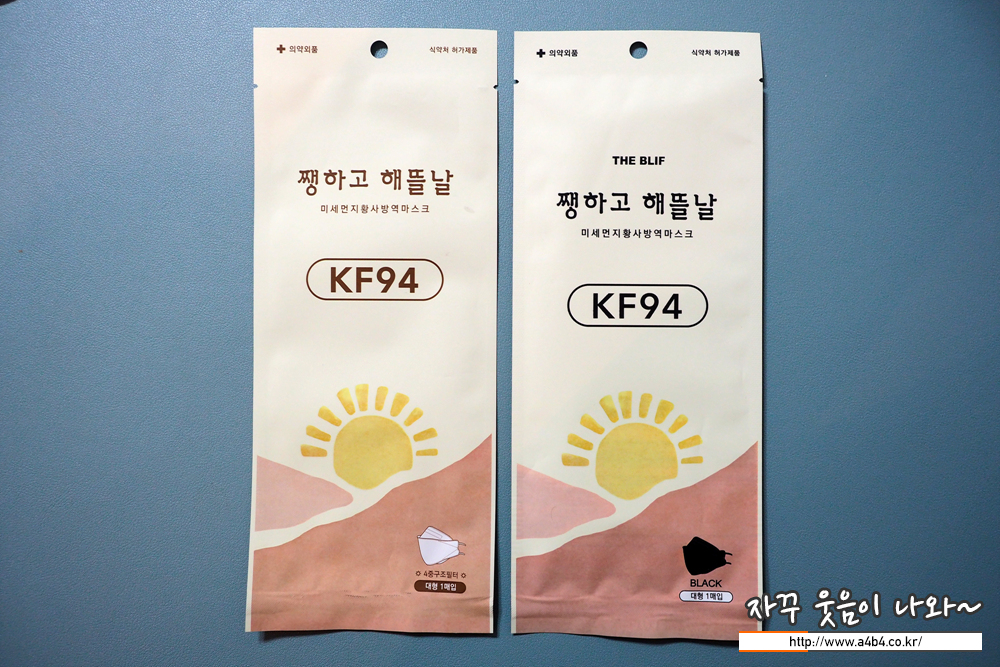 의약외품
식약처 허가제품
쨍하고 해뜰날
미세먼지황사방역마스크
KF94
4중구조필터
대형 1매입
의약외품
식약처 허가제품
THE BLIF
쨍하고 해뜰날
미세먼지황사방역마스크
KF94
BLACK
대형 1매입
자꾸 웃음이 나와~
http://www.a4b4.co.kr/